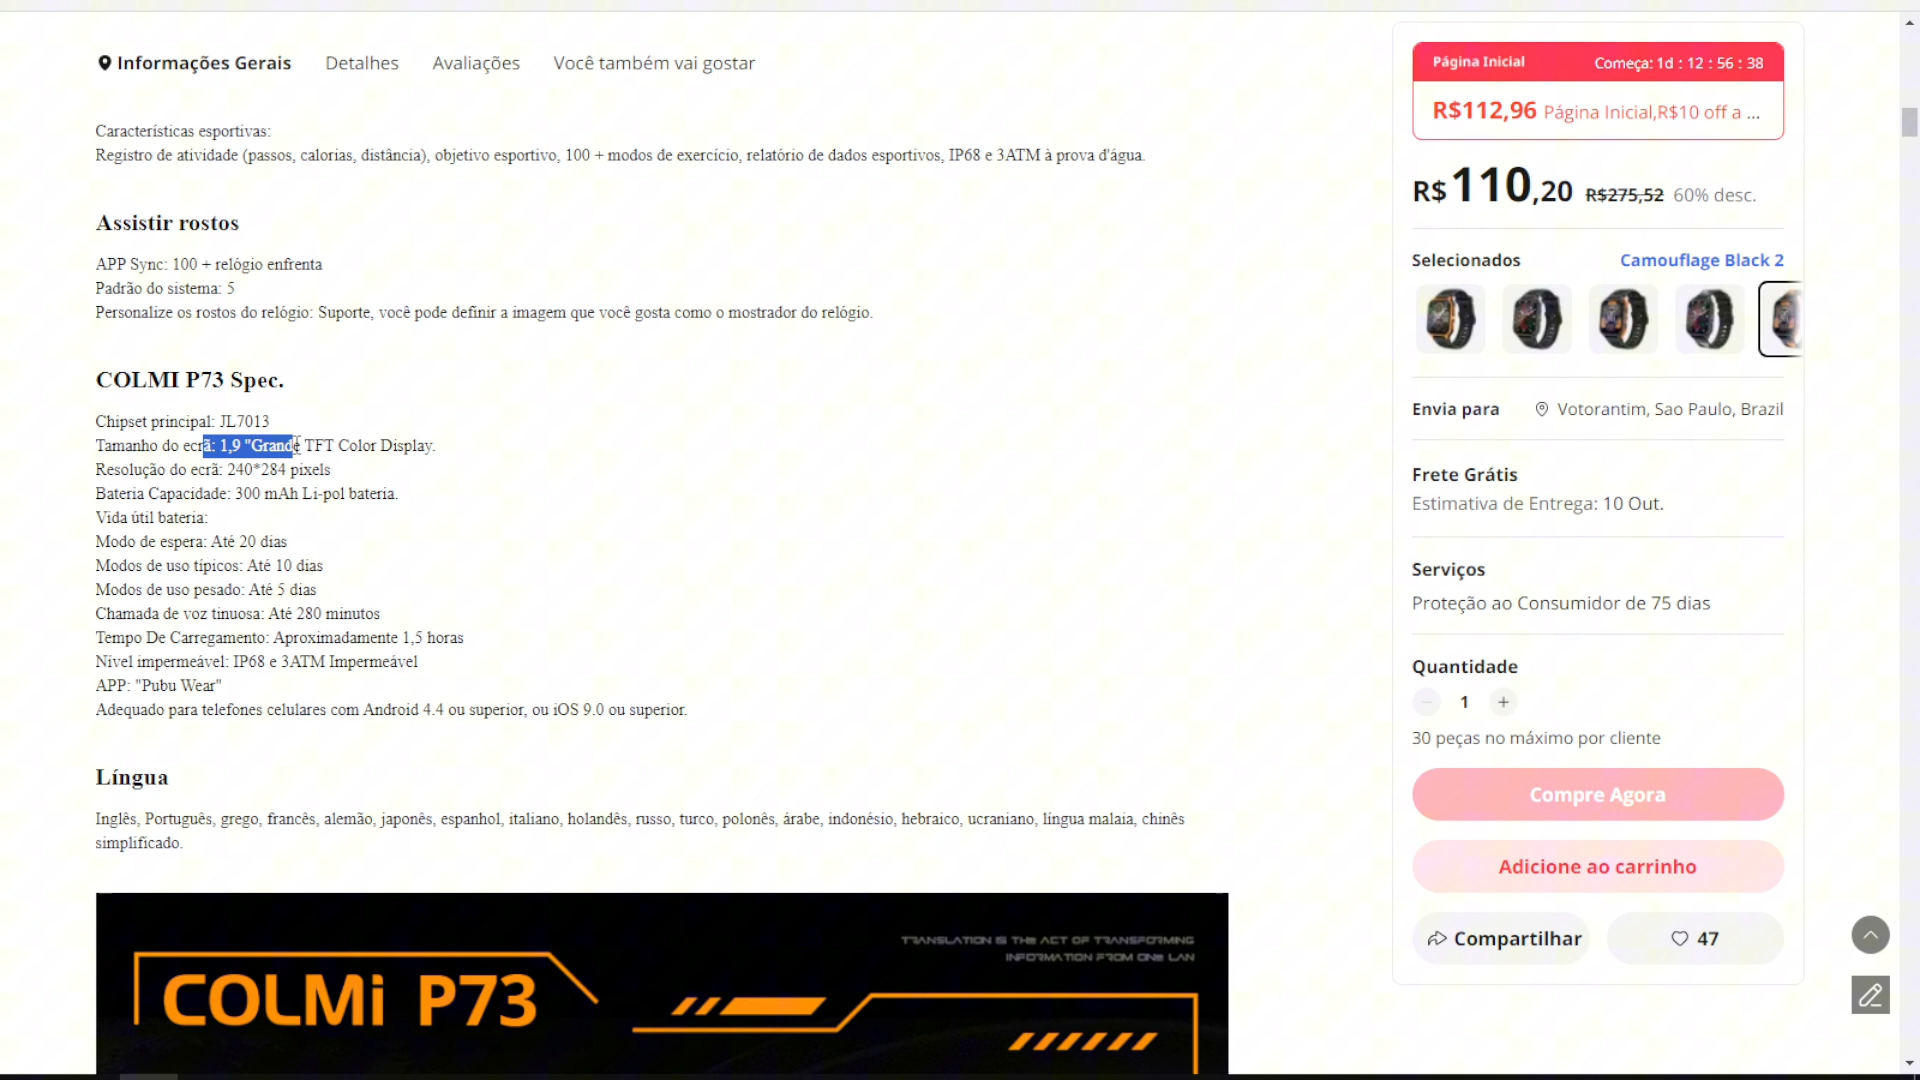 Informações Gerais
Detalhes
Avaliações
Você também vai gostar
Características esportivas:
Registro de atividade (passos, calorias, distância), objetivo esportivo, 100 + modos de exercício, relatório de dados esportivos, IP68 e 3ATM à prova d'água.
Assistir rostos
APP Sync: 100 + relógio enfrenta
Padrão do sistema: 5
Personalize os rostos do relógio: Suporte, você pode definir a imagem que você gosta como o mostrador do relógio.
COLMI P73 Spec.
Chipset principal: JL7013
Tamanho do ecrã: 1,9 "Grande TFT Color Display.
Resolução do ecrã: 240*284 pixels
Bateria Capacidade: 300 mAh Li-pol bateria.
Vida útil bateria:
Modo de espera: Até 20 dias
Modos de uso típicos: Até 10 dias
Modos de uso pesado: Até 5 dias
Chamada de voz tinuosa: Até 280 minutos
Tempo De Carregamento: Aproximadamente 1,5 horas
Nível impermeável: IP68 e 3ATM Impermeável
APP: "Pubu Wear"
Adequado para telefones celulares com Android 4.4 ou superior, ou iOS 9.0 ou superior.
Língua
Inglês, Português, grego, francês, alemão, japonês, espanhol, italiano, holandês, russo, turco, polonês, árabe, indonésio, hebraico, ucraniano, língua malaia, chinês
simplificado.
TRANSLATION IS THE ACT OF TRANSFORMING
INFORMATION FROM ONE LAN
COLMi P73
Página Inicial
Começa: 1d : 12 : 56 : 38
R$112,96 Página Inicial,R$10 off a ...
R$110,20 R$275,52 60% desc.
Selecionados
Camouflage Black 2
Envia para
Votorantim, Sao Paulo, Brazil
Frete Grátis
Estimativa de Entrega: 10 Out.
Serviços
Proteção ao Consumidor de 75 dias
Quantidade
− 1 +
30 peças no máximo por cliente
Compre Agora
Adicione ao carrinho
Compartilhar
47